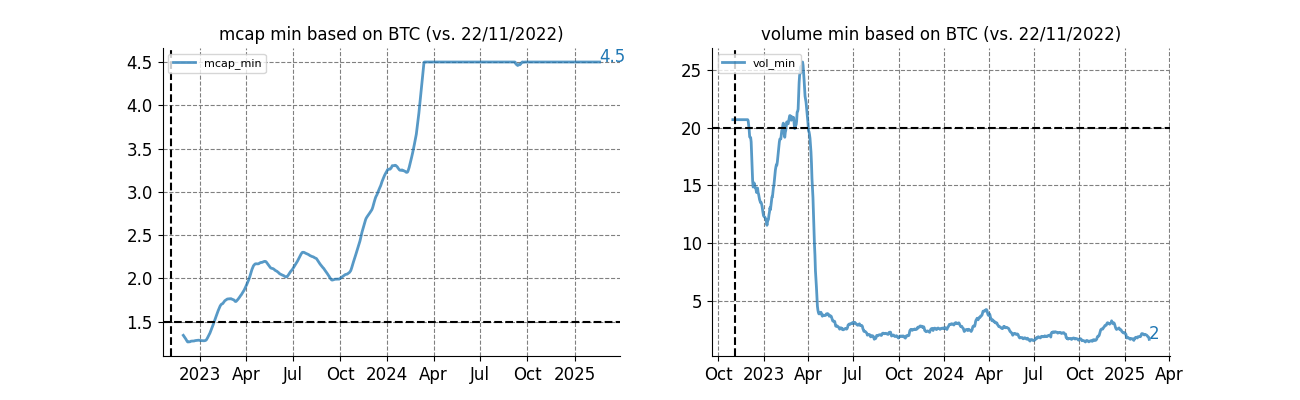 mcap min based on BTC (vs. 22/11/2022)
mcap_min
4.5
4.5
4.0
3.5
3.0
2.5
2.0
1.5
2023 Apr Jul Oct 2024 Apr Jul Oct 2025
volume min based on BTC (vs. 22/11/2022)
vol_min
25
20
15
10
5
2
Oct 2023 Apr Jul Oct 2024 Apr Jul Oct 2025 Apr